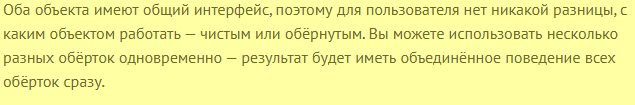 Оба объекта имеют общий интерфейс, поэтому для пользователя нет никакой разницы, с
каким объектом работать — чистым или обёрнутым. Вы можете использовать несколько
разных обёрток одновременно — результат будет иметь объединённое поведение всех
обёрток сразу.